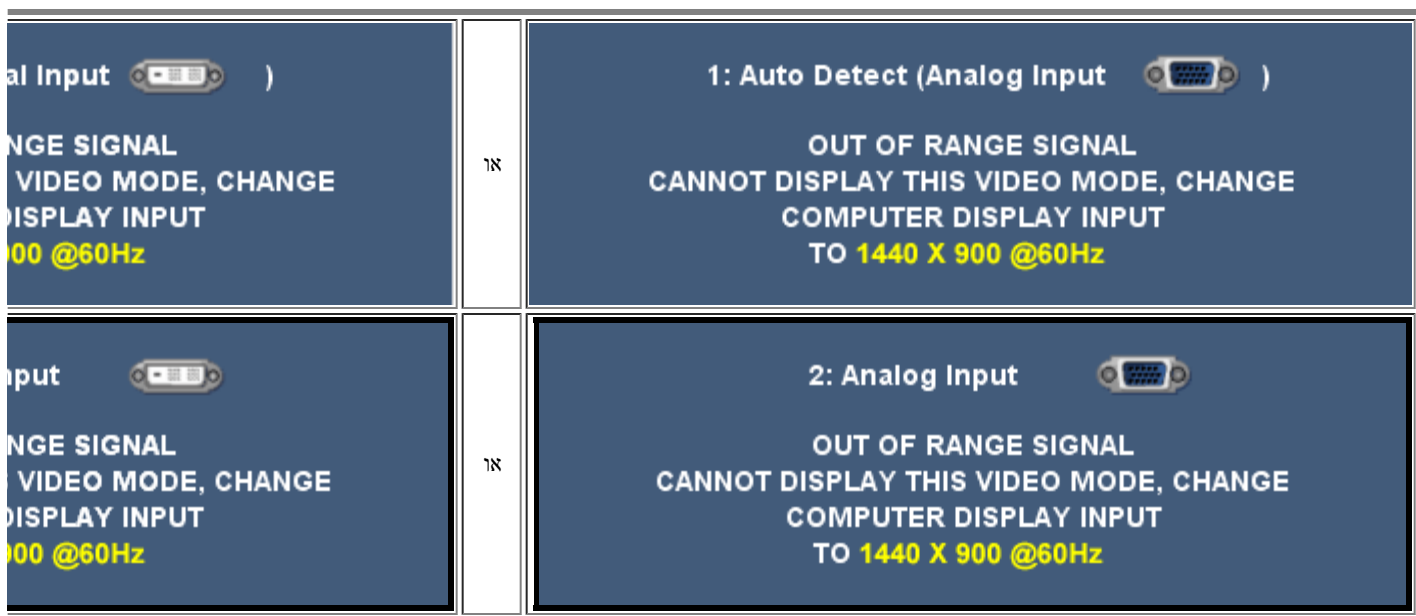 al Input )
NGE SIGNAL
VIDEO MODE, CHANGE
DISPLAY INPUT
00 @60Hz
או
1: Auto Detect (Analog Input )
OUT OF RANGE SIGNAL
CANNOT DISPLAY THIS VIDEO MODE, CHANGE
COMPUTER DISPLAY INPUT
TO 1440 X 900 @60Hz
put
NGE SIGNAL
VIDEO MODE, CHANGE
DISPLAY INPUT
900 @60Hz
או
2: Analog Input
OUT OF RANGE SIGNAL
CANNOT DISPLAY THIS VIDEO MODE, CHANGE
COMPUTER DISPLAY INPUT
TO 1440 X 900 @60Hz